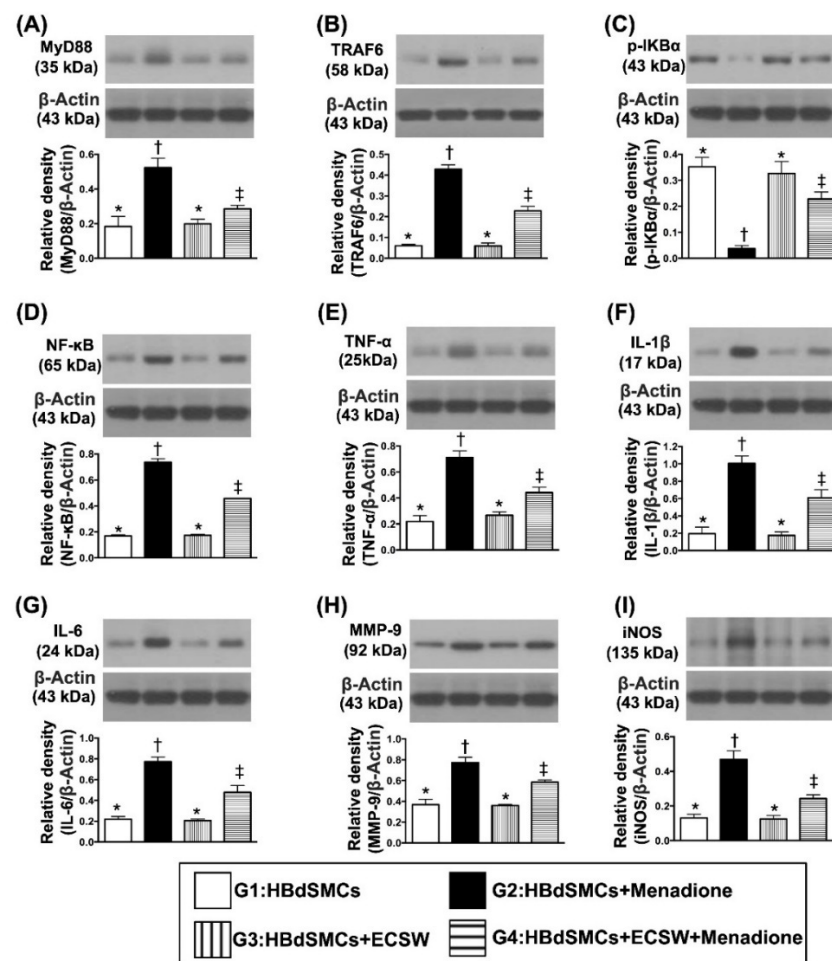 (A)
MyD88
(35 kDa)
β-Actin
(43 kDa)
Relative density
(MyD88/β-Actin)
0.6
0.4
0.2
0.0
*
†
*
‡
(B)
TRAF6
(58 kDa)
β-Actin
(43 kDa)
Relative density
(TRAF6/β-Actin)
0.5
0.4
0.3
0.2
0.1
0.0
*
†
*
‡
(C)
p-IKBα
(43 kDa)
β-Actin
(43 kDa)
Relative density
(p-IKBα/β-Actin)
0.4
0.3
0.2
0.1
0.0
*
†
*
‡
(D)
NF-κB
(65 kDa)
β-Actin
(43 kDa)
Relative density
(NF-κB/β-Actin)
0.8
0.6
0.4
0.2
0.0
*
†
*
‡
(E)
TNF-α
(25kDa)
β-Actin
(43 kDa)
Relative density
(TNF-α/β-Actin)
0.8
0.6
0.4
0.2
0.0
*
†
*
‡
(F)
IL-1β
(17 kDa)
β-Actin
(43 kDa)
Relative density
(IL-1β/β-Actin)
1.2
1.0
0.8
0.6
0.4
0.2
0.0
*
†
*
‡
(G)
IL-6
(24 kDa)
β-Actin
(43 kDa)
Relative density
(IL-6/β-Actin)
1.0
0.8
0.6
0.4
0.2
0.0
*
†
*
‡
(H)
MMP-9
(92 kDa)
β-Actin
(43 kDa)
Relative density
(MMP-9/β-Actin)
1.0
0.8
0.6
0.4
0.2
0.0
*
†
*
‡
(I)
iNOS
(135 kDa)
β-Actin
(43 kDa)
Relative density
(iNOS/β-Actin)
0.6
0.4
0.2
0.0
*
†
*
‡
G1:HBdSMCs
G2:HBdSMCs+Menadione
G3:HBdSMCs+ECSW
G4:HBdSMCs+ECSW+Menadione